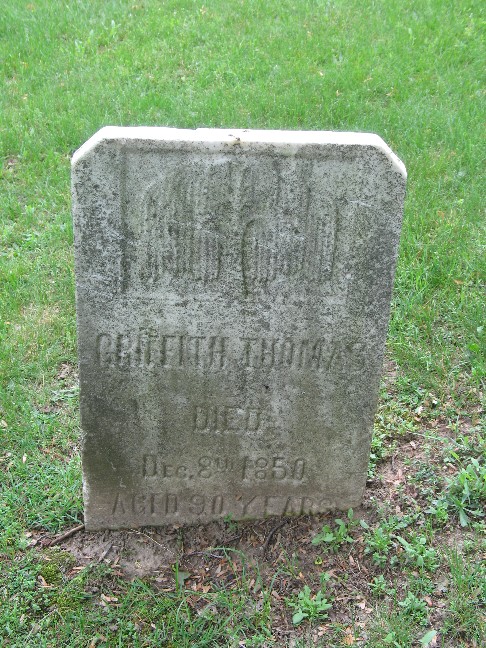 GRIFFITH THOMAS
DIED
DEC. 8TH 1850
AGED 90 YEARS